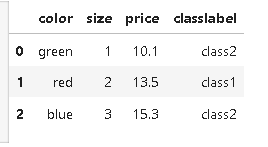 color size price classlabel
0 green 1 10.1 class2
1 red 2 13.5 class1
2 blue 3 15.3 class2